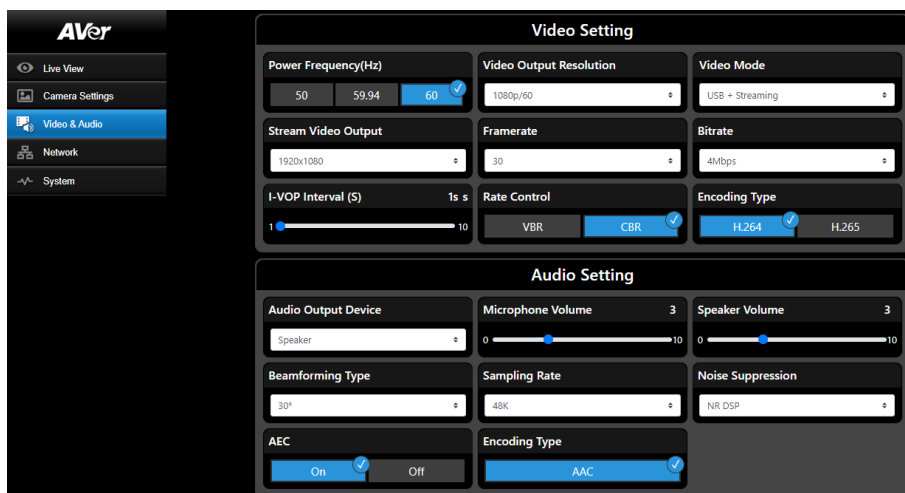 AVer
Live View
Camera Settings
Video & Audio
Network
System
Video Setting
Power Frequency(Hz)
50 59.94 60
Video Output Resolution
1080p/60
Video Mode
USB + Streaming
Stream Video Output
1920x1080
Framerate
30
Bitrate
4Mbps
I-VOP Interval (S) 1s s
1 10
Rate Control
VBR CBR
Encoding Type
H.264 H.265
Audio Setting
Audio Output Device
Speaker
Microphone Volume 3
0 10
Speaker Volume 3
0 10
Beamforming Type
30°
Sampling Rate
48K
Noise Suppression
NR DSP
AEC
On Off
Encoding Type
AAC